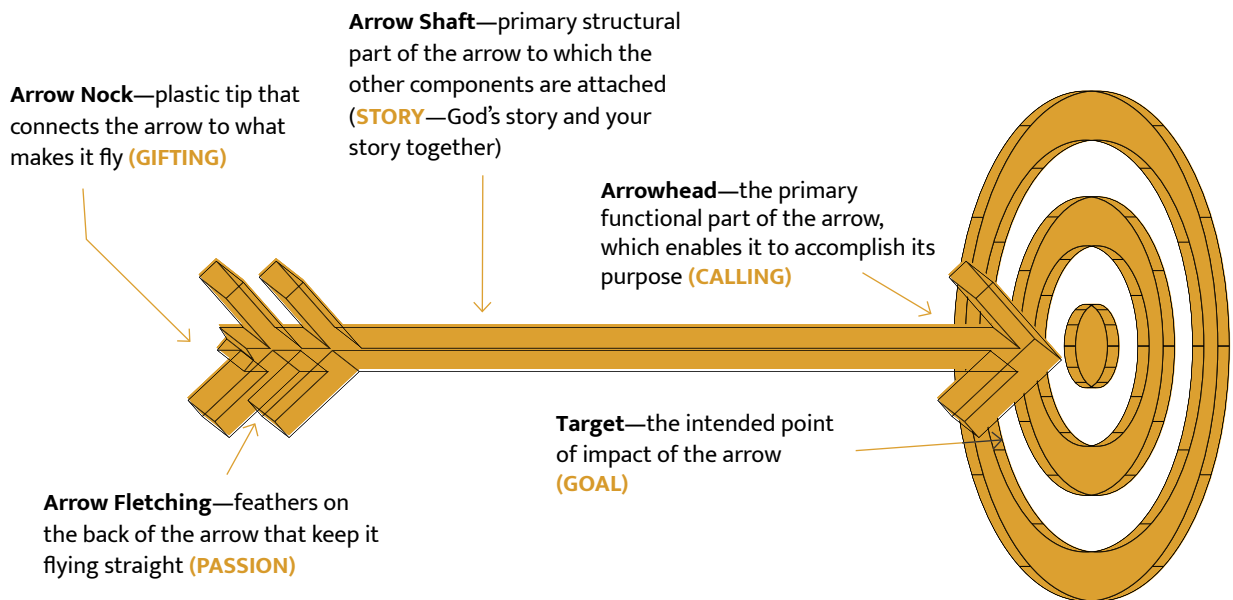 Arrow Shaft—primary structural
part of the arrow to which the
other components are attached
(STORY—God’s story and your
story together)
Arrow Nock—plastic tip that
connects the arrow to what
makes it fly (GIFTING)
Arrowhead—the primary
functional part of the arrow,
which enables it to accomplish its
purpose (CALLING)
Target—the intended point
of impact of the arrow
(GOAL)
Arrow Fletching—feathers on
the back of the arrow that keep it
flying straight (PASSION)